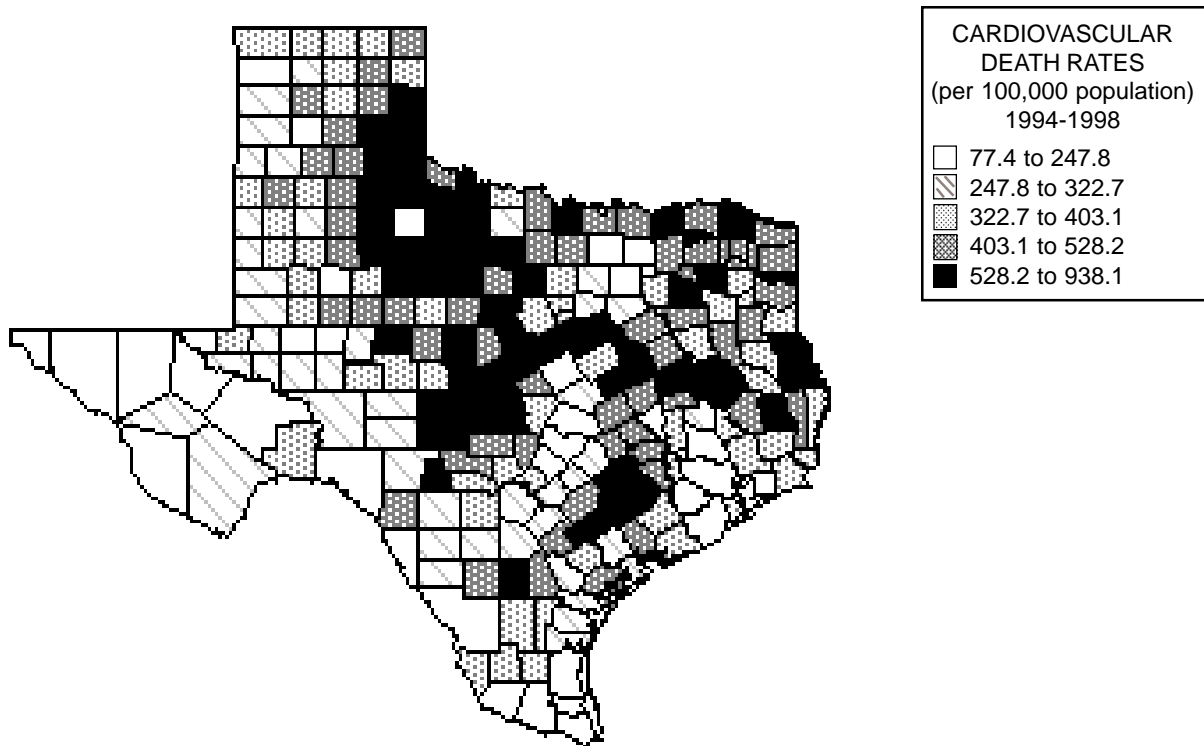 CARDIOVASCULAR
DEATH RATES
(per 100,000 population)
1994-1998
77.4 to 247.8
247.8 to 322.7
322.7 to 403.1
403.1 to 528.2
528.2 to 938.1